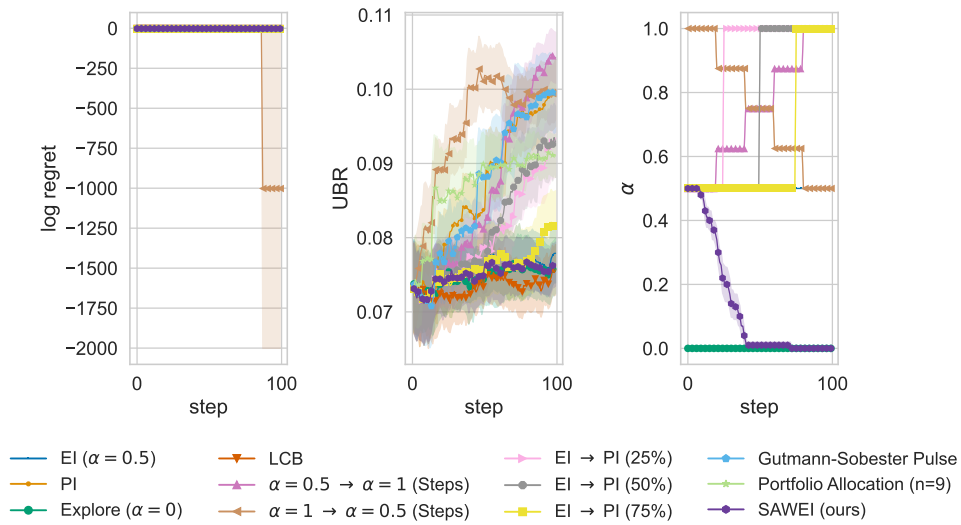 0
−250
−500
−750
−1000
−1250
−1500
−1750
−2000
log regret
0
100
step
0.11
0.10
0.09
0.08
0.07
UBR
0
100
step
1.0
0.8
0.6
0.4
0.2
0.0
α
0
100
step
EI (α = 0.5)
PI
Explore (α = 0)
LCB
α = 0.5 → α = 1 (Steps)
α = 1 → α = 0.5 (Steps)
EI → PI (25%)
EI → PI (50%)
EI → PI (75%)
Gutmann-Sobester Pulse
Portfolio Allocation (n=9)
SAWEI (ours)